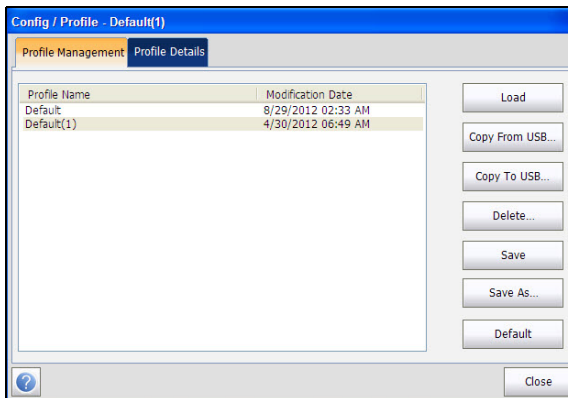 Config / Profile - Default(1)
Profile Management Profile Details
Profile Name Modification Date
Default 8/29/2012 02:33 AM
Default(1) 4/30/2012 06:49 AM
Load
Copy From USB...
Copy To USB...
Delete...
Save
Save As...
Default
?
Close